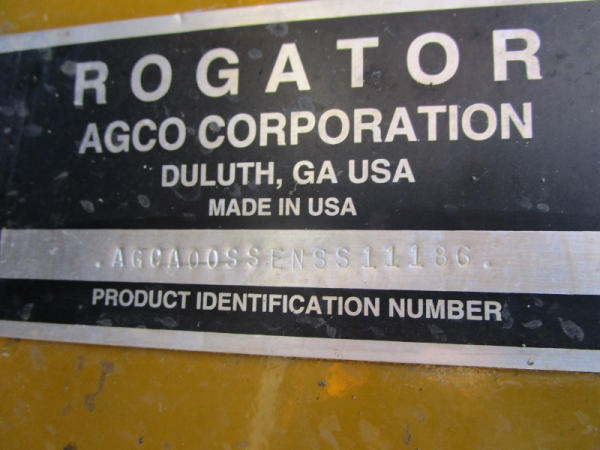 ROGATOR
AGCO CORPORATION
DULUTH, GA USA
MADE IN USA
.AGCA00SSENSS11186.
PRODUCT IDENTIFICATION NUMBER